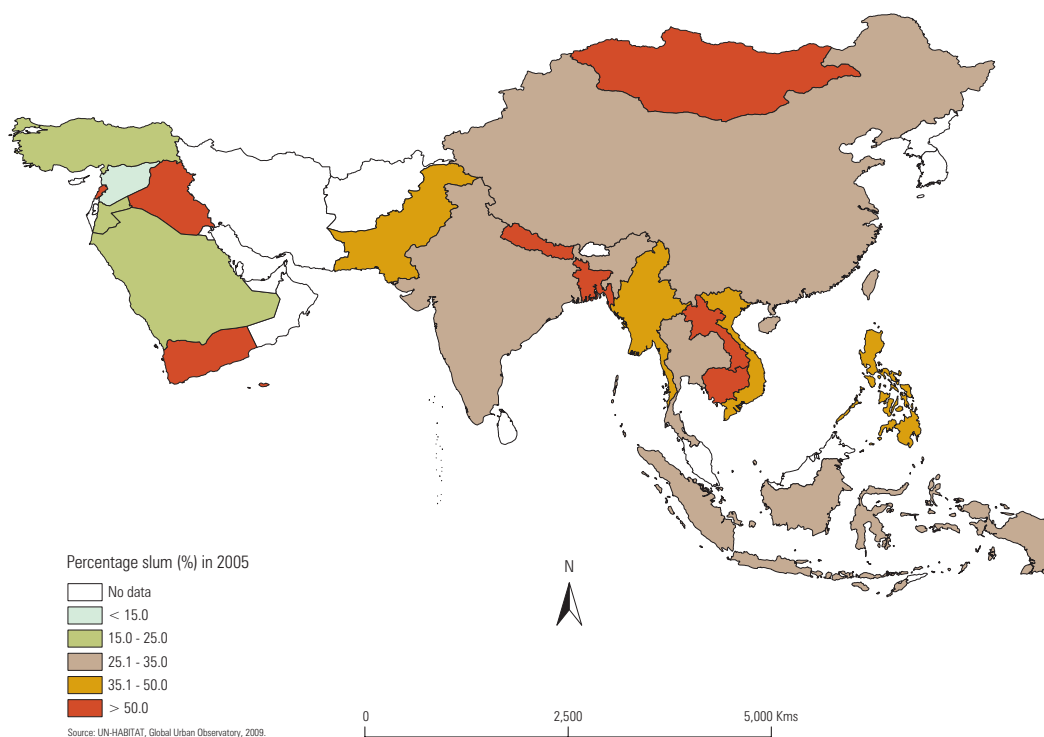 Percentage slum (%) in 2005
No data
< 15.0
15.0 - 25.0
25.1 - 35.0
35.1 - 50.0
> 50.0
Source: UN-HABITAT, Global Urban Observatory, 2009.
N
0 2,500 5,000 Kms